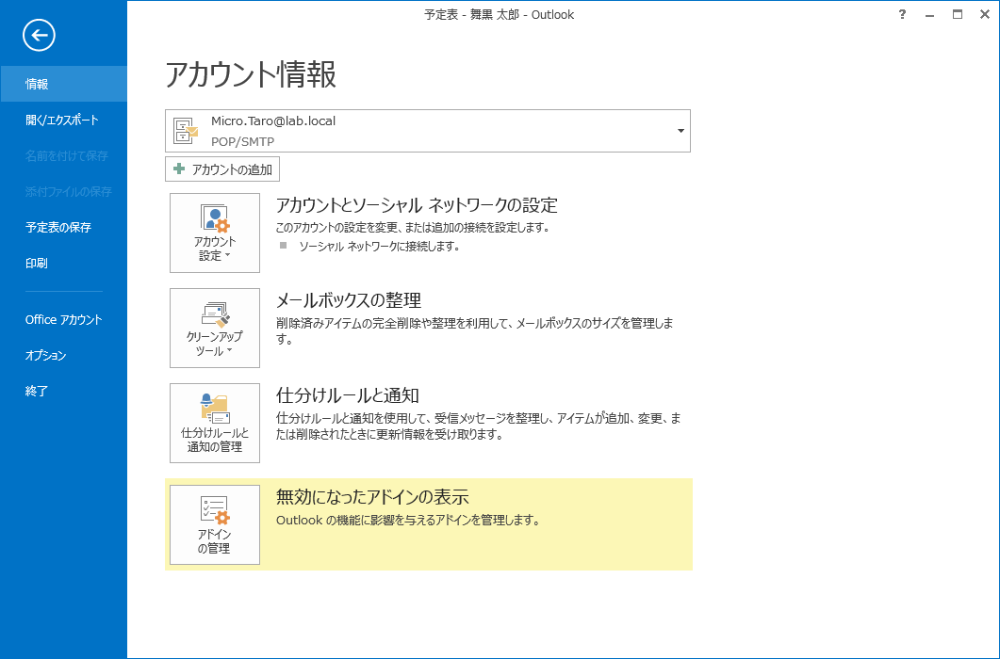 予定表 - 舞黒 太郎 - Outlook
?
情報
開く/エクスポート
名前を付けて保存
添付ファイルの保存
予定表の保存
印刷
Office アカウント
オプション
終了
アカウント情報
Micro.Taro@lab.local
POP/SMTP
アカウントの追加
アカウント
設定
アカウントとソーシャル ネットワークの設定
このアカウントの設定を変更、または追加の接続を設定します。
ソーシャル ネットワークに接続します。
クリーンアップ
ツール
メールボックスの整理
削除済みアイテムの完全削除や整理を利用して、メールボックスのサイズを管理しま
す。
仕分けルールと
通知の管理
仕分けルールと通知
仕分けルールと通知を使用して、受信メッセージを整理し、アイテムが追加、変更、ま
たは削除されたときに更新情報を受け取ります。
アドイン
の管理
無効になったアドインの表示
Outlook の機能に影響を与えるアドインを管理します。